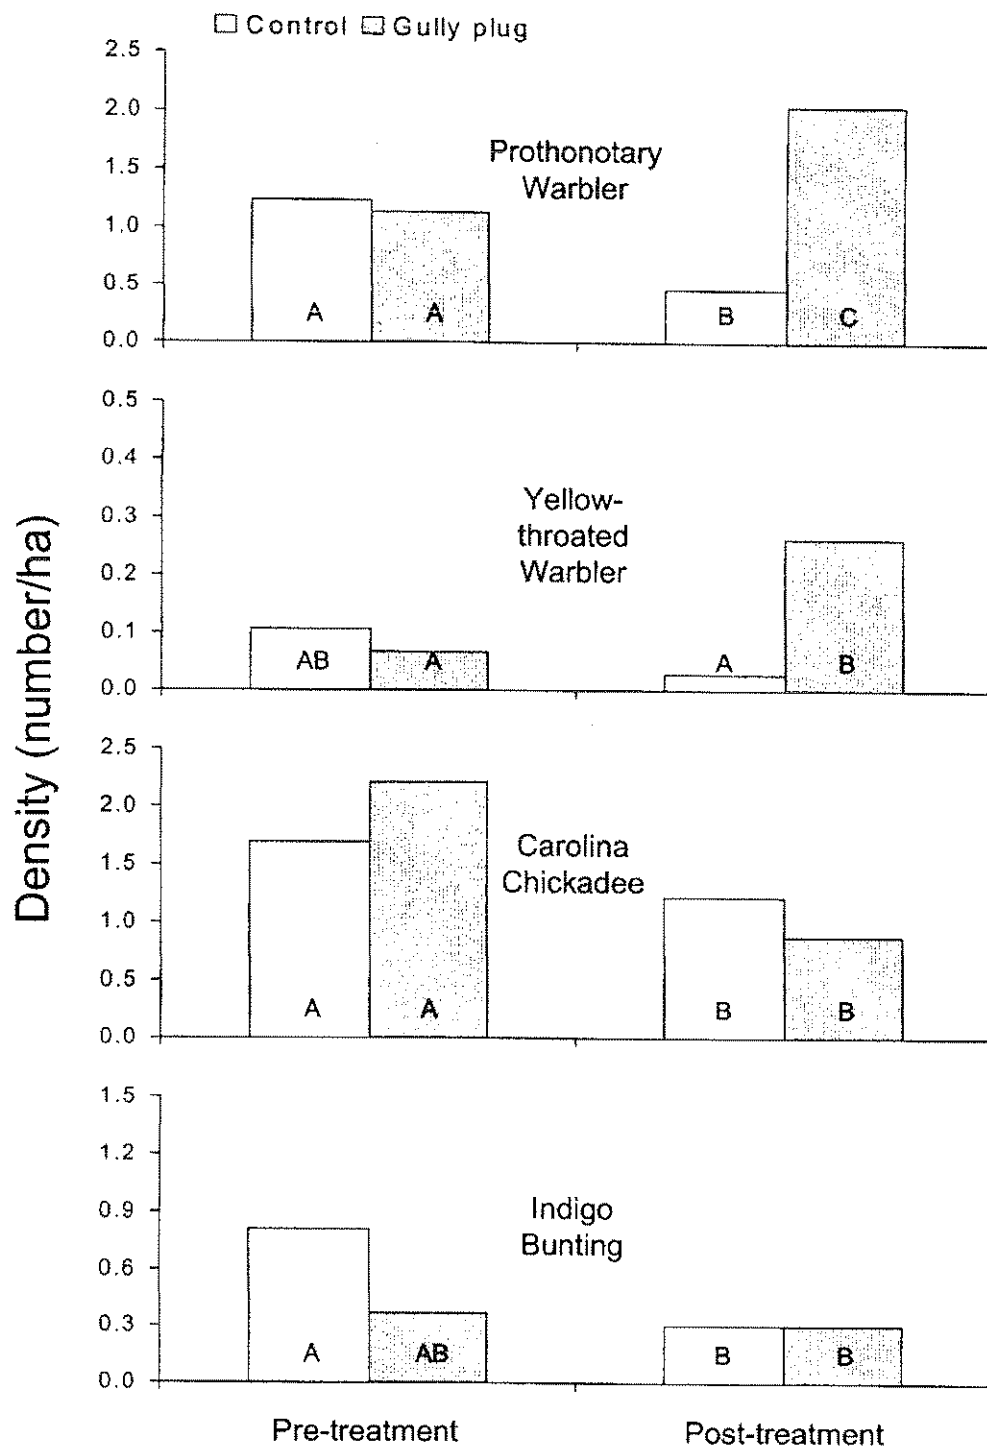 Control Gully plug
Density (number/ha)
2.5
2.0
1.5
1.0
0.5
0.0
Prothonotary
Warbler
A A B C
0.5
0.4
0.3
0.2
0.1
0.0
Yellow-
throated
Warbler
AB A A B
2.5
2.0
1.5
1.0
0.5
0.0
Carolina
Chickadee
A A B B
1.5
1.2
0.9
0.6
0.3
0.0
Indigo
Bunting
A AB B B
Pre-treatment Post-treatment